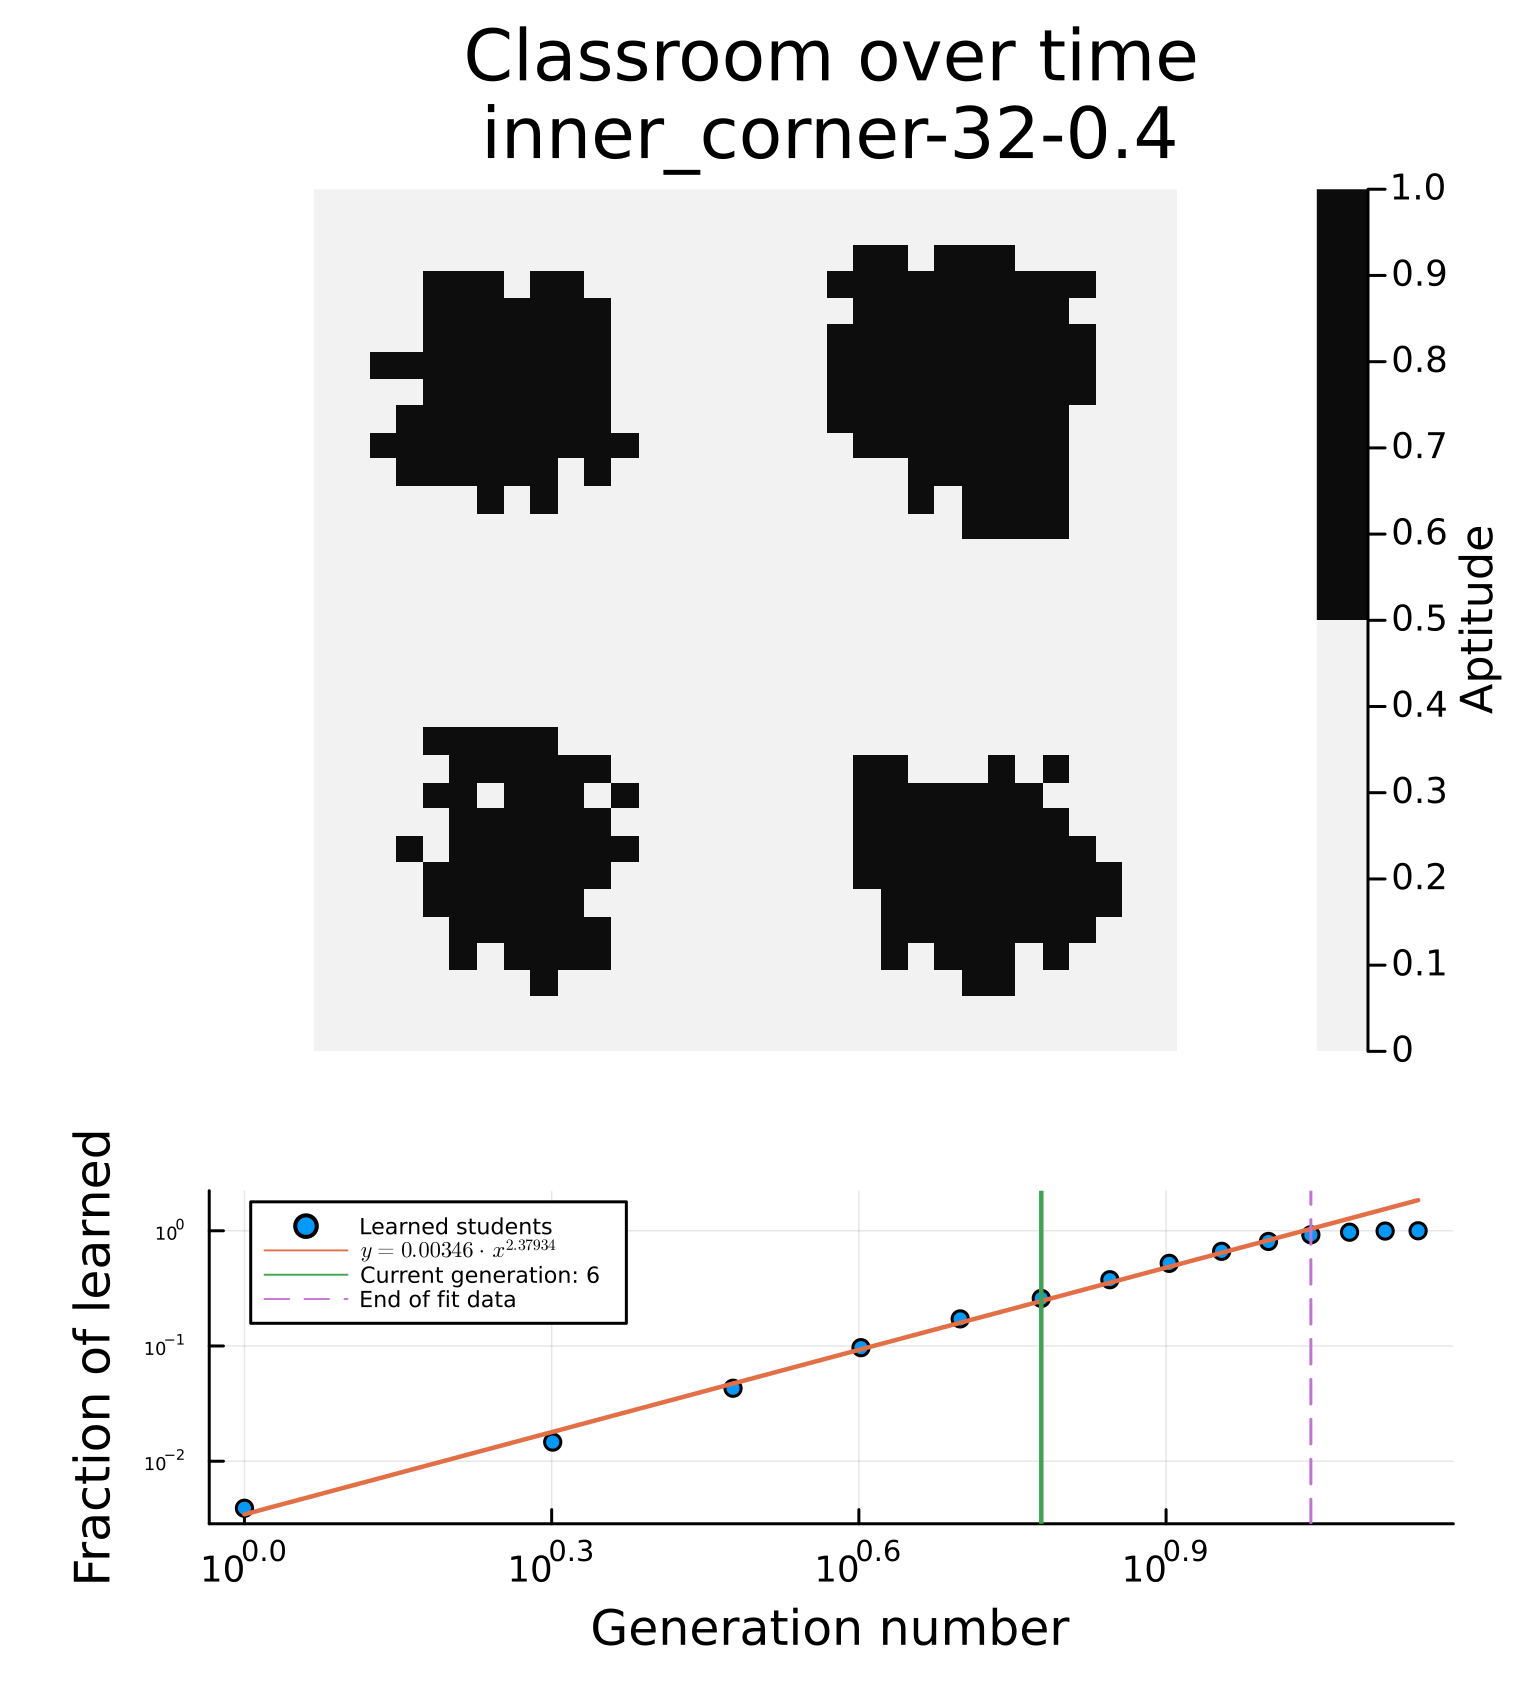 Classroom over time
inner_corner-32-0.4
1.0
0.9
0.8
0.7
0.6
0.5
0.4
0.3
0.2
0.1
0
Aptitude
Fraction of learned
10⁰
10⁻¹
10⁻²
Learned students
y = 0.00346 · x^2.37934
Current generation: 6
End of fit data
10^0.0
10^0.3
10^0.6
10^0.9
Generation number